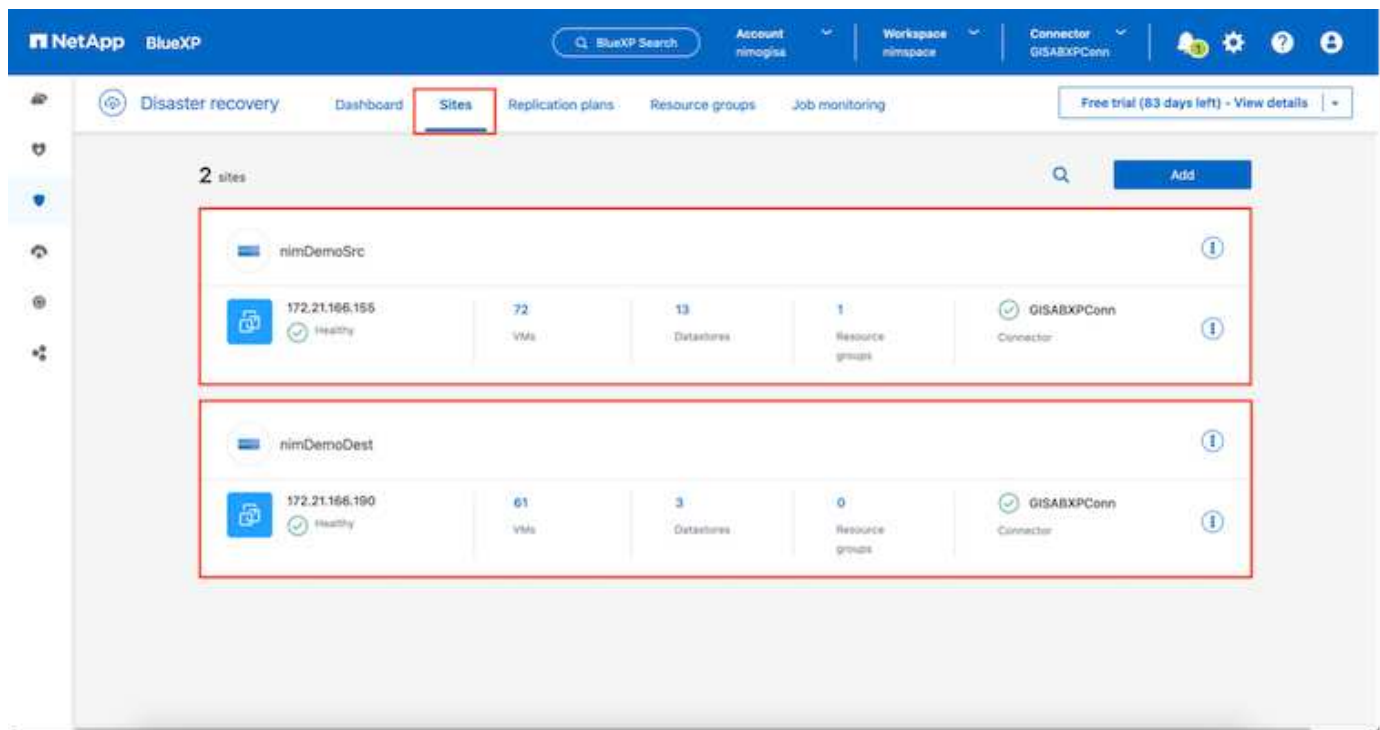 NetApp BlueXP
BlueXP Search
Account
nimogisa
Workspace
nimspace
Connector
GISABXPConn
1
Disaster recovery
Dashboard
Sites
Replication plans
Resource groups
Job monitoring
Free trial (83 days left) - View details
2 sites
Add
nimDemoSrc
172.21.166.155
Healthy
72
VMs
13
Datastores
1
Resource
groups
GISABXPConn
Connector
nimDemoDest
172.21.166.190
Healthy
61
VMs
3
Datastores
0
Resource
groups
GISABXPConn
Connector